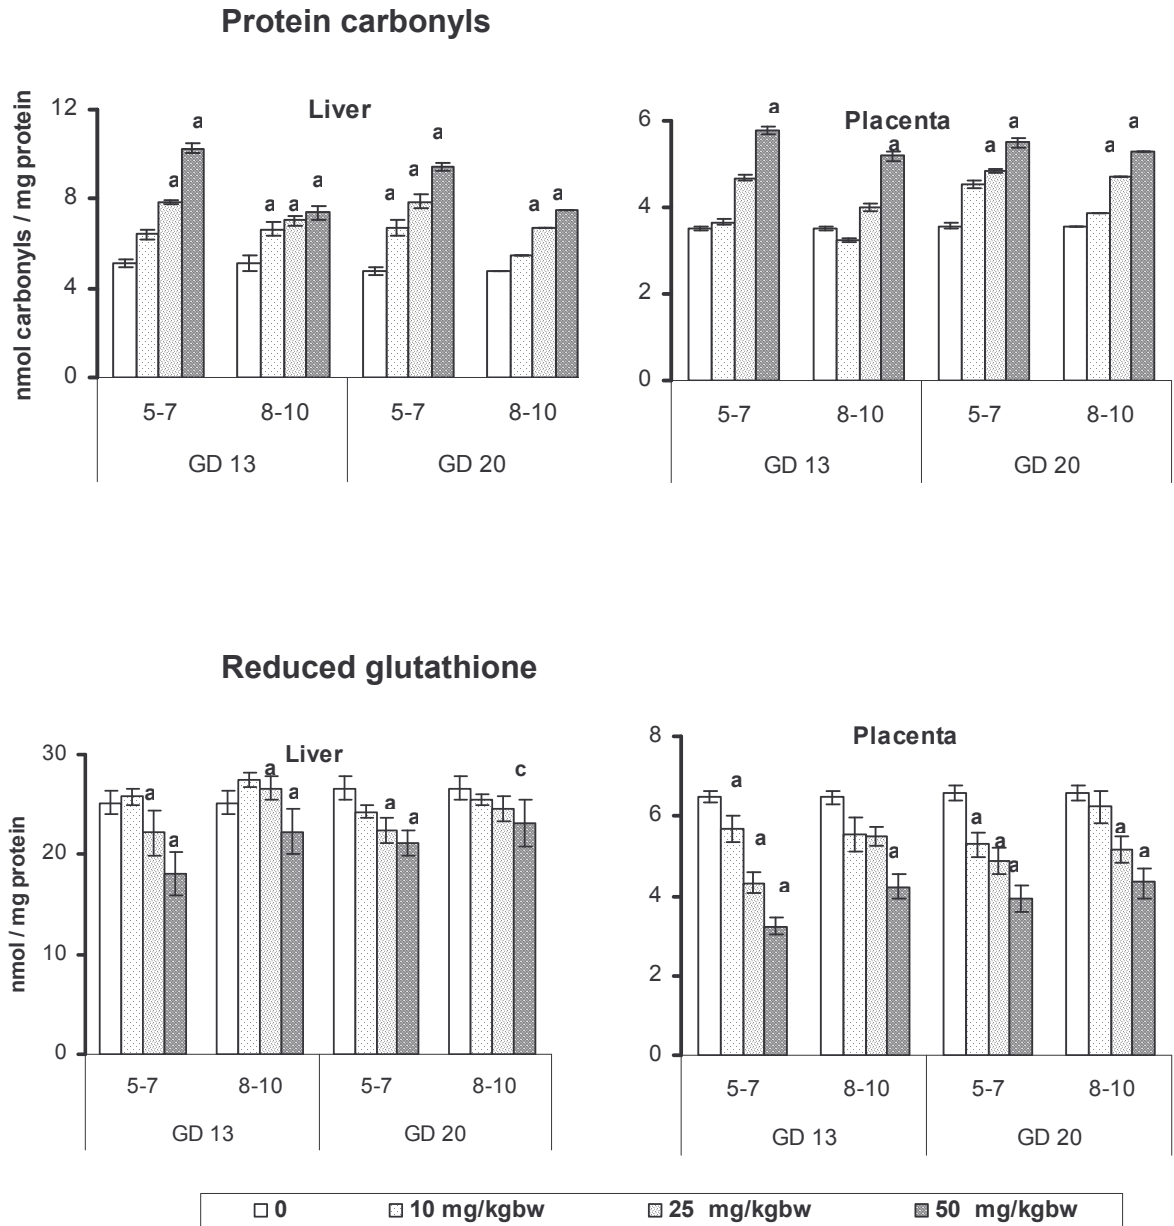 Protein carbonyls
Liver
nmol carbonyls / mg protein
12
8
4
0
a
a
a
a
a
a
a
a
a
a
5-7
8-10
5-7
8-10
GD 13
GD 20
Placenta
6
4
2
0
a
a
a
a
a
a
5-7
8-10
5-7
8-10
GD 13
GD 20
Reduced glutathione
Liver
nmol / mg protein
30
20
10
0
a
a
a
a
a
a
c
5-7
8-10
5-7
8-10
GD 13
GD 20
Placenta
8
6
4
2
0
a
a
a
a
a
a
a
a
a
5-7
8-10
5-7
8-10
GD 13
GD 20
0 10 mg/kgbw 25 mg/kgbw 50 mg/kgbw